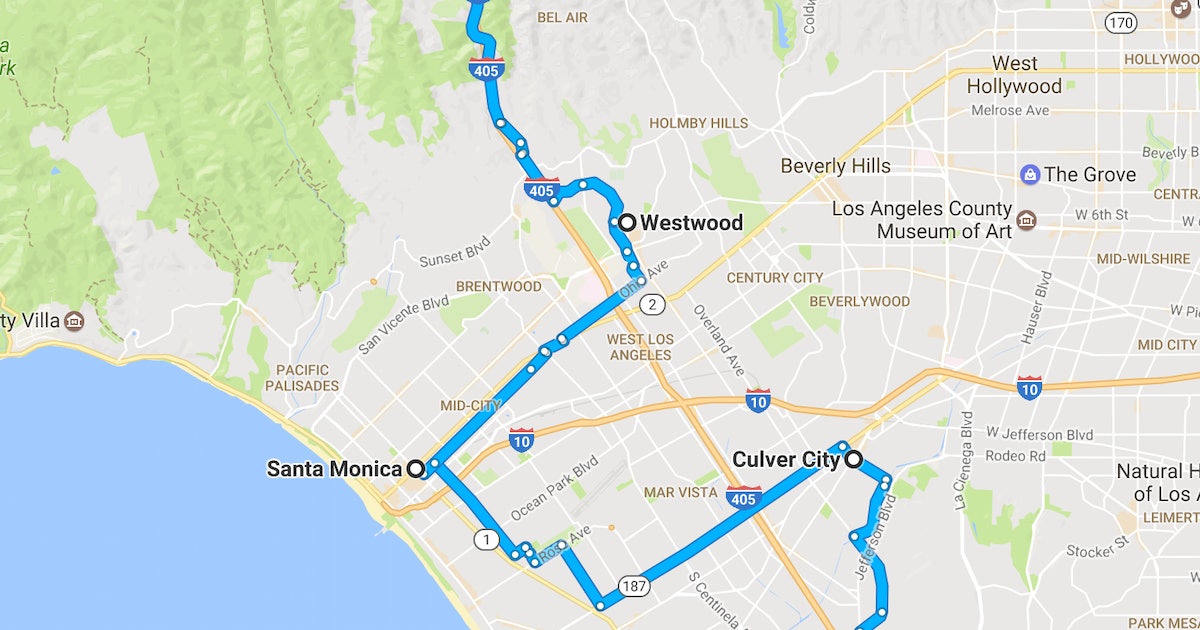 BEL AIR
170
405
West
Hollywood
HOLLYWOO
Melrose Ave
HOLMBY HILLS
Beverly B
Beverly Hills
The Grove
405
CENTR
Los Angeles County
Museum of Art
W 6th St
Westwood
Sunset Blvd
MID-WILSHIRE
Ohio Ave
CENTURY CITY
BRENTWOOD
2
BEVERLYWOOD
Hauser Blvd
San Vicente Blvd
Overland Ave
W Pi
ty Villa
WEST LOS
ANGELES
MID CITY
PACIFIC
PALISADES
10
10
MID-CITY
10
W Jefferson Blvd
La Cienega Blvd
Rodeo Rd
Culver City
Santa Monica
Natural H
of Los A
Ocean Park Blvd
MAR VISTA
405
LEIMERT
Jefferson Blvd
1
Rose Ave
Stocker St
187
S Centinela
PARK MESA